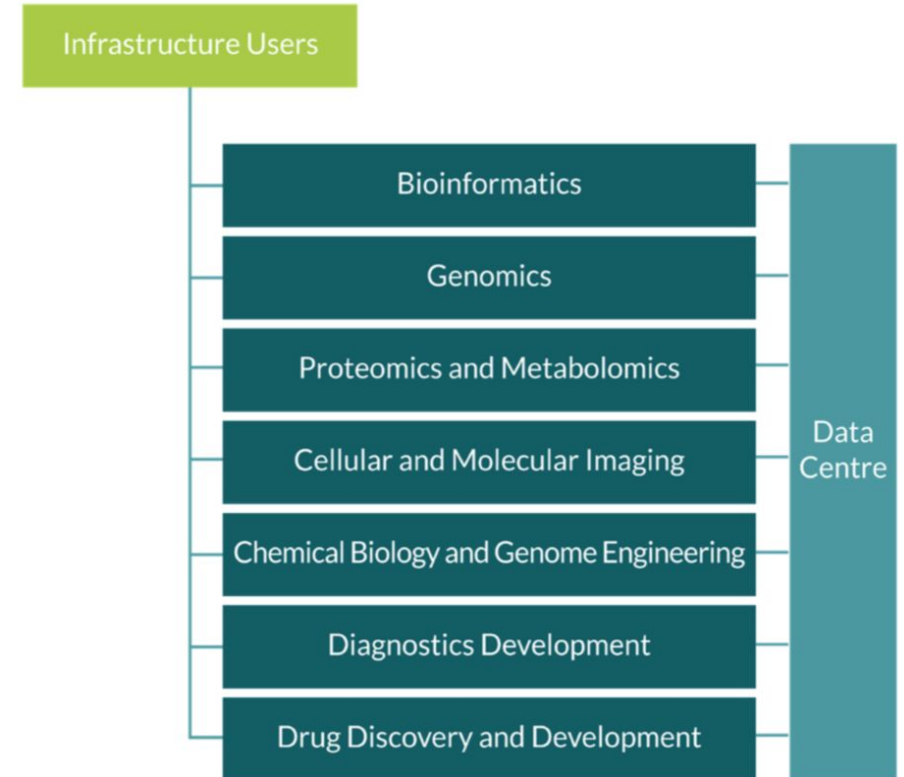 Infrastructure Users
Bioinformatics
Genomics
Proteomics and Metabolomics
Cellular and Molecular Imaging
Chemical Biology and Genome Engineering
Diagnostics Development
Drug Discovery and Development
Data
Centre